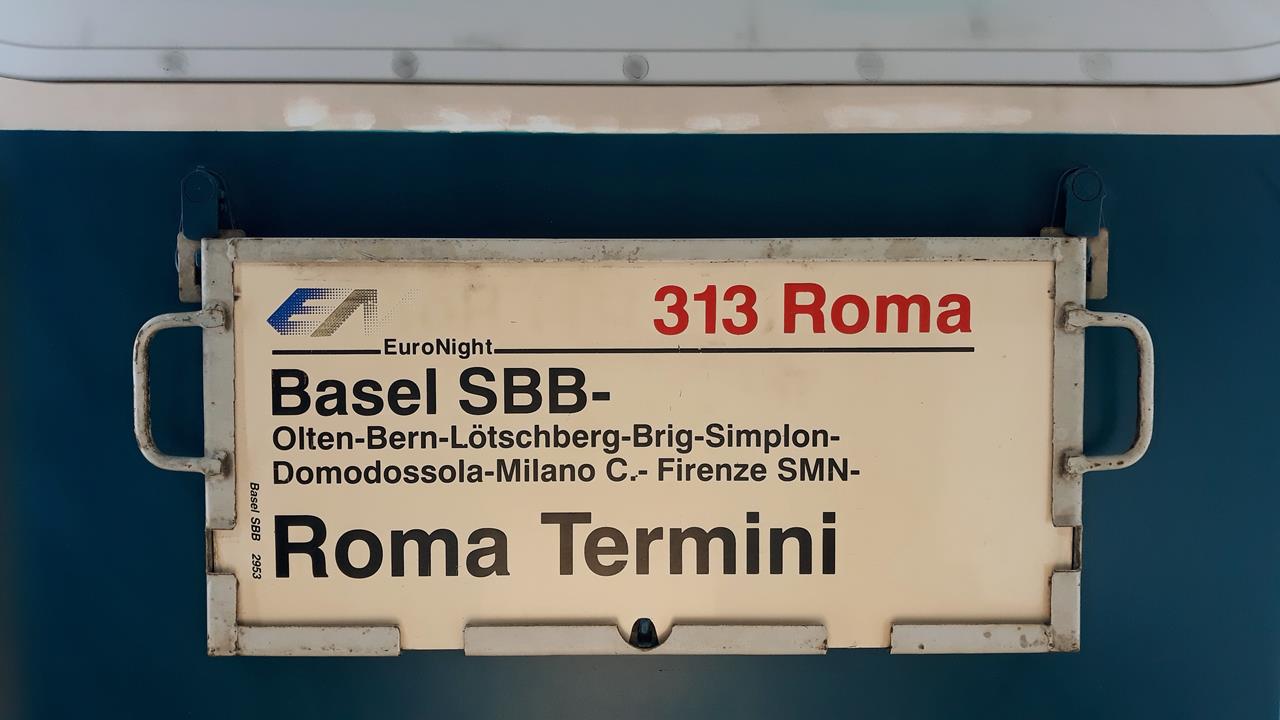 EN
313 Roma
EuroNight
Basel SBB-
Olten-Bern-Lötschberg-Brig-Simplon-
Domodossola-Milano C.- Firenze SMN-
Roma Termini
Basel SBB 2953